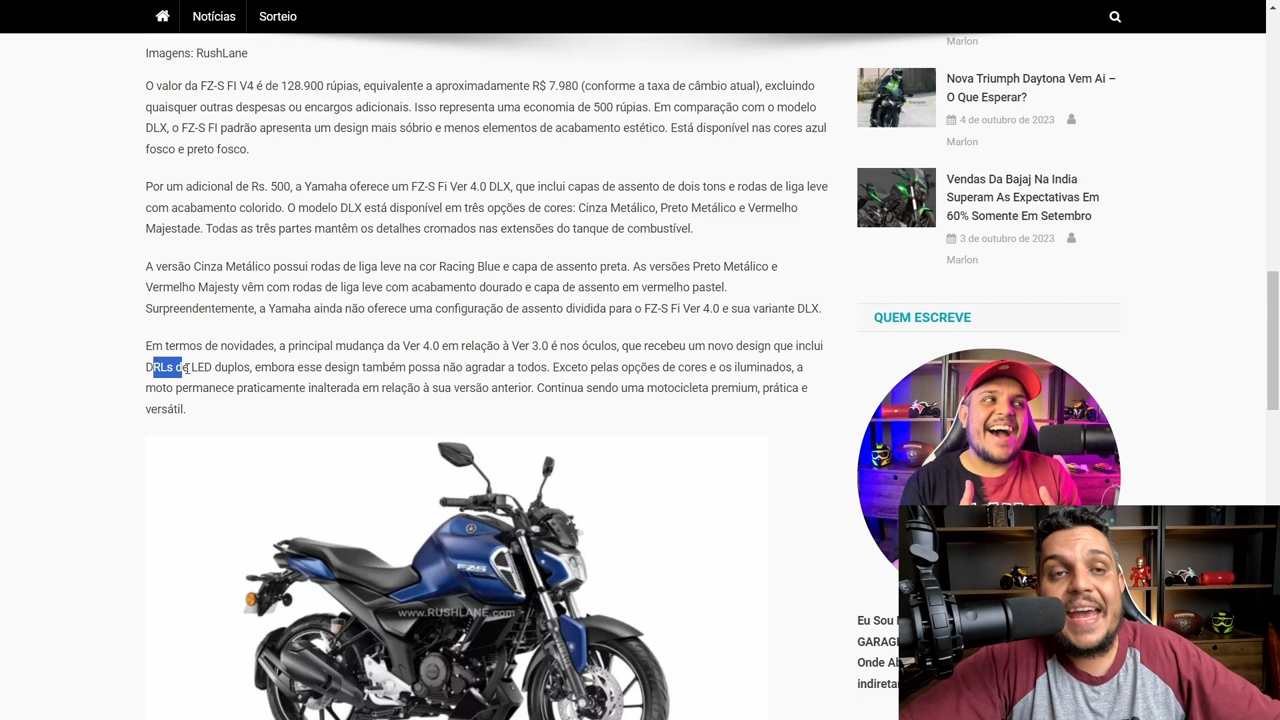 Notícias
Sorteio
Imagens: RushLane
O valor da FZ-S FI V4 é de 128.900 rúpias, equivalente a aproximadamente R$ 7.980 (conforme a taxa de câmbio atual), excluindo
quaisquer outras despesas ou encargos adicionais. Isso representa uma economia de 500 rúpias. Em comparação com o modelo
DLX, o FZ-S FI padrão apresenta um design mais sóbrio e menos elementos de acabamento estético. Está disponível nas cores azul
fosco e preto fosco.
Por um adicional de Rs. 500, a Yamaha oferece um FZ-S Fi Ver 4.0 DLX, que inclui capas de assento de dois tons e rodas de liga leve
com acabamento colorido. O modelo DLX está disponível em três opções de cores: Cinza Metálico, Preto Metálico e Vermelho
Majestade. Todas as três partes mantêm os detalhes cromados nas extensões do tanque de combustível.
A versão Cinza Metálico possui rodas de liga leve na cor Racing Blue e capa de assento preta. As versões Preto Metálico e
Vermelho Majesty vêm com rodas de liga leve com acabamento dourado e capa de assento em vermelho pastel.
Surpreendentemente, a Yamaha ainda não oferece uma configuração de assento dividida para o FZ-S Fi Ver 4.0 e sua variante DLX.
Em termos de novidades, a principal mudança da Ver 4.0 em relação à Ver 3.0 é nos óculos, que recebeu um novo design que inclui
DRLs de LED duplos, embora esse design também possa não agradar a todos. Exceto pelas opções de cores e os iluminados, a
moto permanece praticamente inalterada em relação à sua versão anterior. Continua sendo uma motocicleta premium, prática e
versátil.
WWW.RUSHLANE.COM
FZS
Marlon
Nova Triumph Daytona Vem Ai –
O Que Esperar?
4 de outubro de 2023
Marlon
Vendas Da Bajaj Na India
Superam As Expectativas Em
60% Somente Em Setembro
3 de outubro de 2023
Marlon
QUEM ESCREVE
Eu Sou
GARAG
Onde
indireta